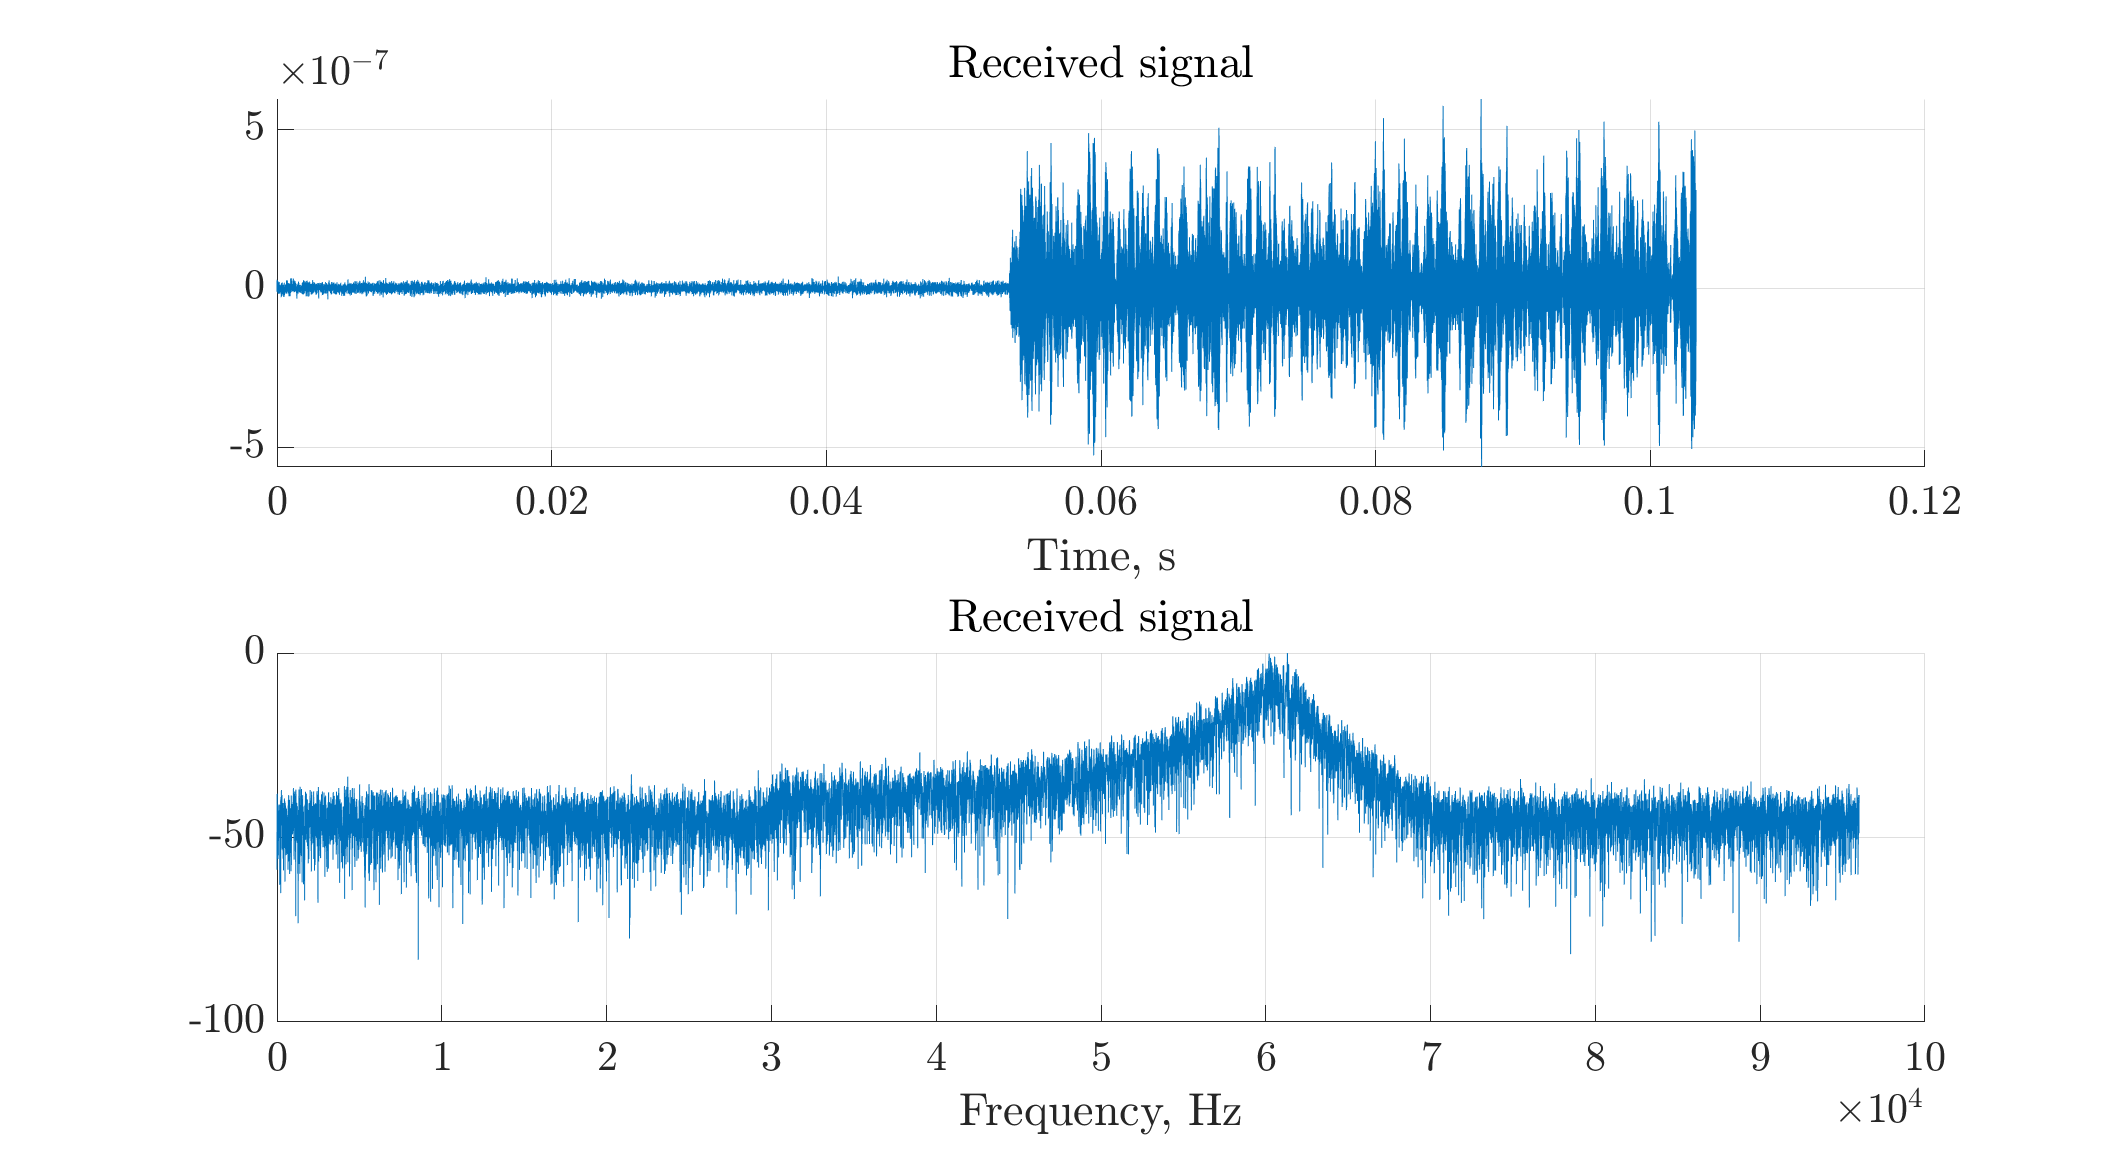 Received signal
×10⁻⁷
5
0
-5
0 0.02 0.04 0.06 0.08 0.1 0.12
Time, s
Received signal
0
-50
-100
0 1 2 3 4 5 6 7 8 9 10
Frequency, Hz
×10⁴